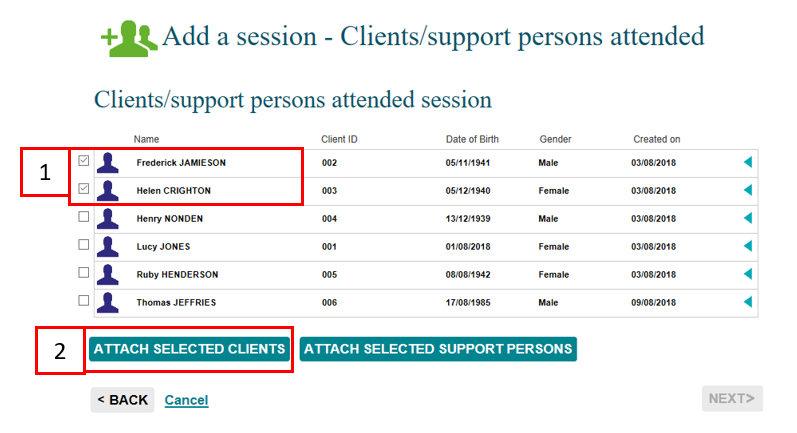 Add a session - Clients/support persons attended
Clients/support persons attended session
Name Client ID Date of Birth Gender Created on
1
Frederick JAMIESON 002 05/11/1941 Male 03/08/2018
Helen CRIGHTON 003 05/12/1940 Female 03/08/2018
Henry NONDEN 004 13/12/1939 Male 03/08/2018
Lucy JONES 001 01/08/2018 Female 03/08/2018
Ruby HENDERSON 005 08/08/1942 Female 03/08/2018
Thomas JEFFRIES 006 17/08/1985 Male 09/08/2018
2 ATTACH SELECTED CLIENTS ATTACH SELECTED SUPPORT PERSONS
< BACK Cancel NEXT>